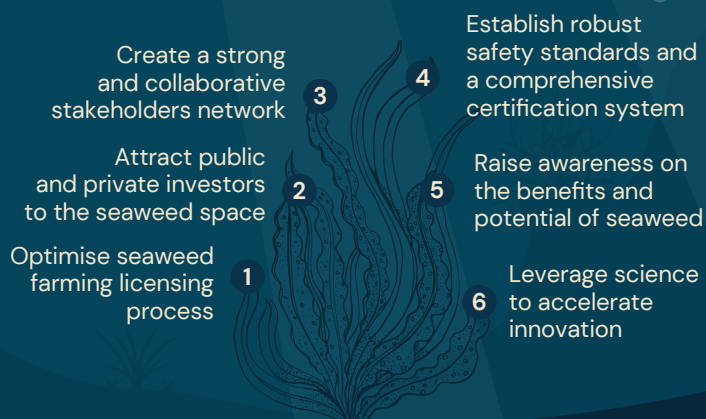 1
Optimise seaweed
farming licensing
process
2
Attract public
and private investors
to the seaweed space
3
Create a strong
and collaborative
stakeholders network
4
Establish robust
safety standards and
a comprehensive
certification system
5
Raise awareness on
the benefits and
potential of seaweed
6
Leverage science
to accelerate
innovation